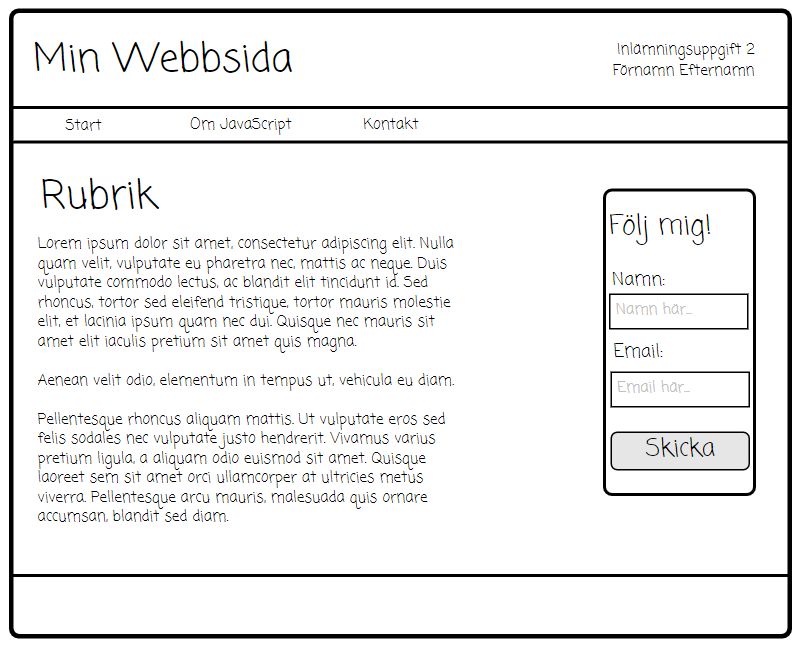 Min Webbsida
Inlämningsuppgift 2
Förnamn Efternamn
Start
Om JavaScript
Kontakt
Rubrik
Lorem ipsum dolor sit amet, consectetur adipiscing elit. Nulla
quam velit, vulputate eu pharetra nec, mattis ac neque. Duis
vulputate commodo lectus, ac blandit elit tincidunt id. Sed
rhoncus, tortor sed eleifend tristique, tortor mauris molestie
elit, et lacinia ipsum quam nec dui. Quisque nec mauris sit
amet elit iaculis pretium sit amet quis magna.
Aenean velit odio, elementum in tempus ut, vehicula eu diam.
Pellentesque rhoncus aliquam mattis. Ut vulputate eros sed
felis sodales nec vulputate justo hendrerit. Vivamus varius
pretium ligula, a aliquam odio euismod sit amet. Quisque
laoreet sem sit amet orci ullamcorper at ultricies metus
viverra. Pellentesque arcu mauris, malesuada quis ornare
accumsan, blandit sed diam.
Följ mig!
Namn:
Namn här...
Email:
Email här...
Skicka